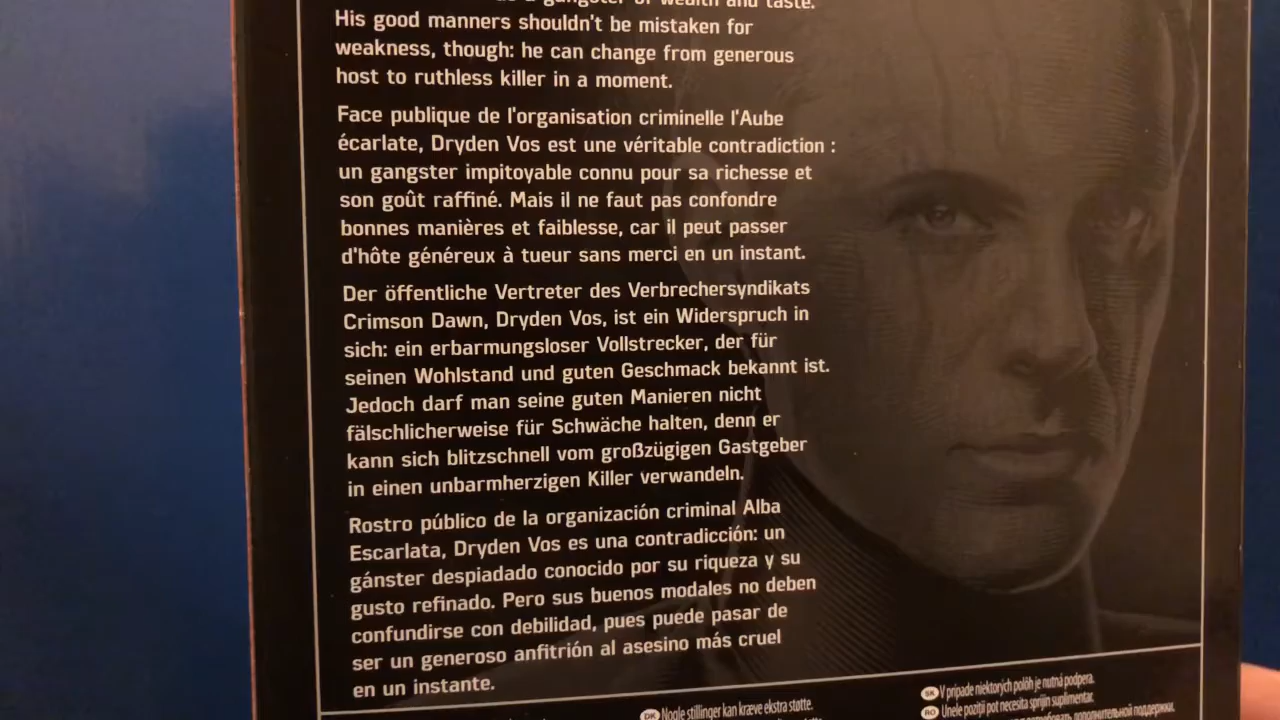 a gangster of wealth and taste.
His good manners shouldn't be mistaken for
weakness, though: he can change from generous
host to ruthless killer in a moment.
Face publique de l'organisation criminelle l'Aube
écarlate, Dryden Vos est une véritable contradiction :
un gangster impitoyable connu pour sa richesse et
son goût raffiné. Mais il ne faut pas confondre
bonnes manières et faiblesse, car il peut passer
d'hôte généreux à tueur sans merci en un instant.
Der öffentliche Vertreter des Verbrechersyndikats
Crimson Dawn, Dryden Vos, ist ein Widerspruch in
sich: ein erbarmungsloser Vollstrecker, der für
seinen Wohlstand und guten Geschmack bekannt ist.
Jedoch darf man seine guten Manieren nicht
fälschlicherweise für Schwäche halten, denn er
kann sich blitzschnell vom großzügigen Gastgeber
in einen unbarmherzigen Killer verwandeln.
Rostro público de la organización criminal Alba
Escarlata, Dryden Vos es una contradicción: un
gánster despiadado conocido por su riqueza y su
gusto refinado. Pero sus buenos modales no deben
confundirse con debilidad, pues puede pasar de
ser un generoso anfitrión al asesino más cruel
en un instante.
DK Nogle stillinger kan kræve ekstra støtte.
SK V prípade niektorých polôh je nutná podpera.
RO Unele poziții pot necesita sprijin suplimentar.
дополнительной поддержки.